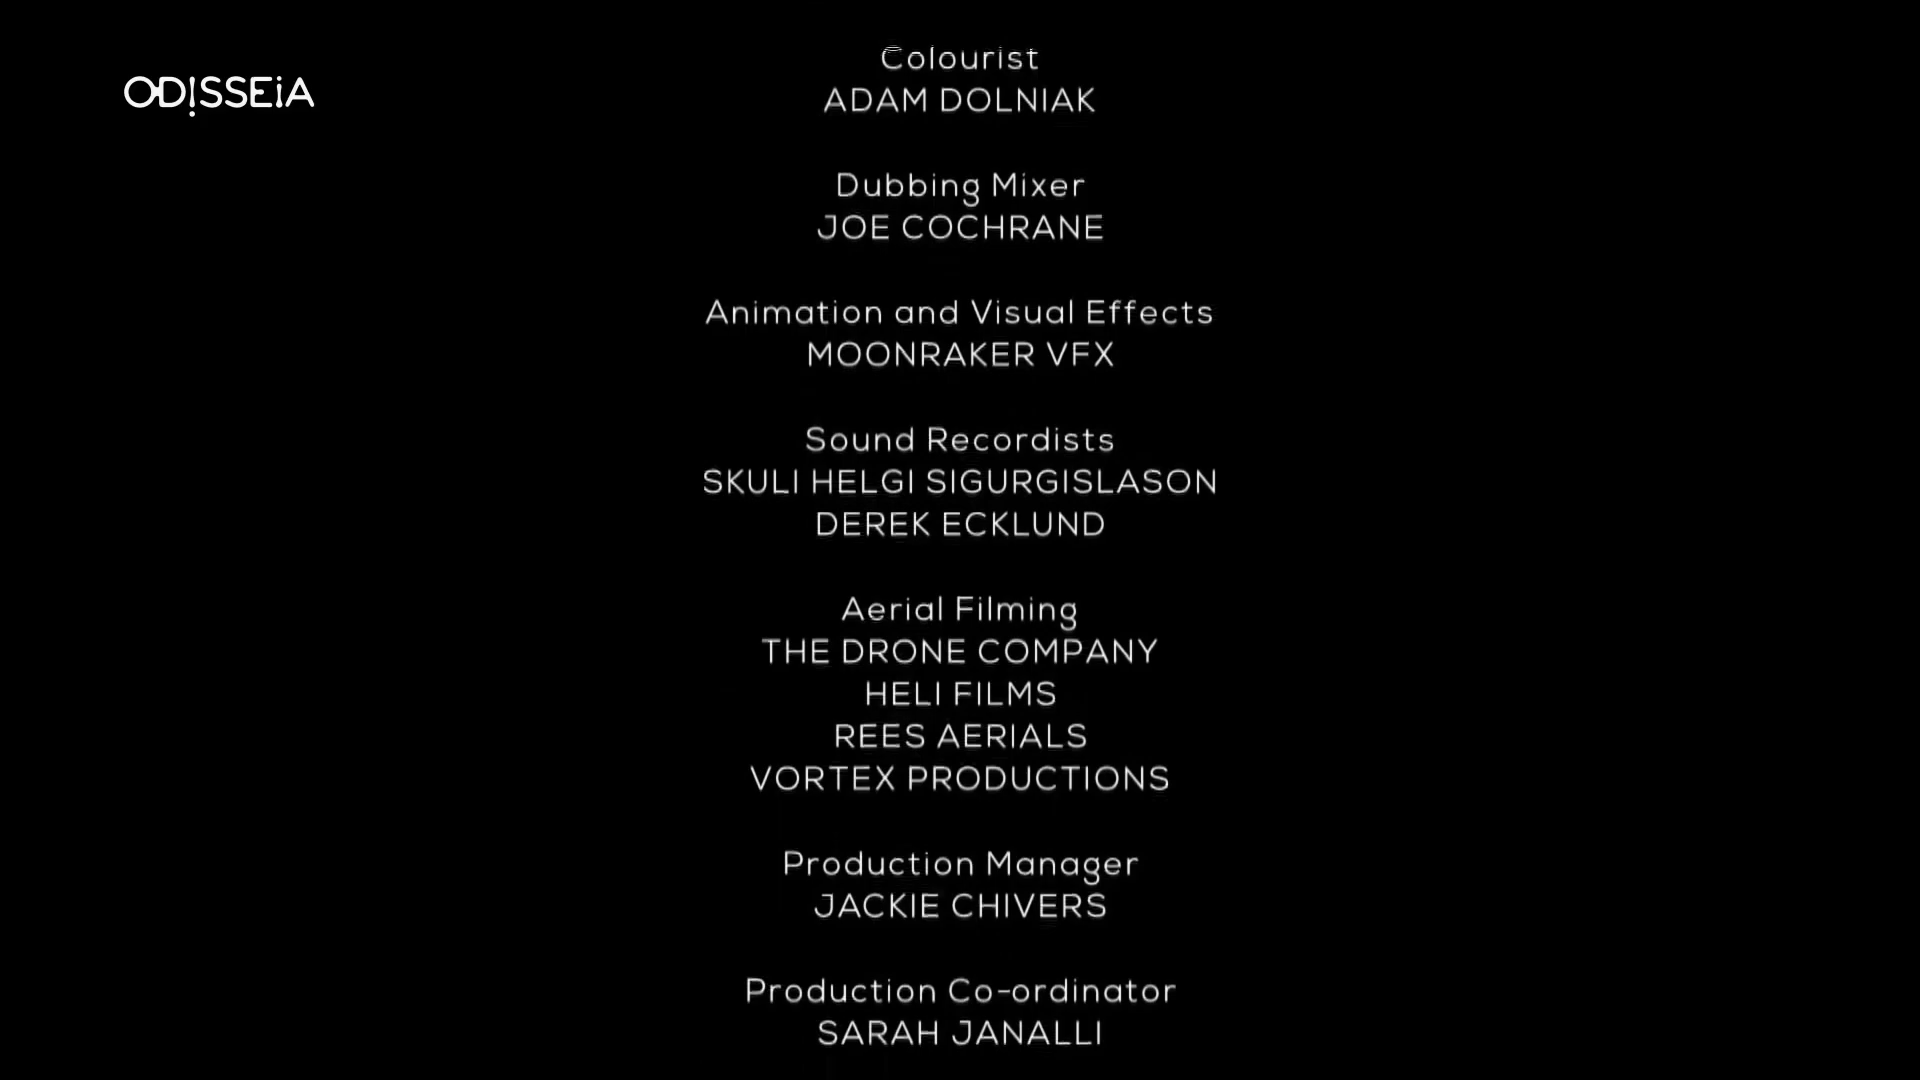 ODISSEiA
Colourist
ADAM DOLNIAK
Dubbing Mixer
JOE COCHRANE
Animation and Visual Effects
MOONRAKER VFX
Sound Recordists
SKULI HELGI SIGURGISLASON
DEREK ECKLUND
Aerial Filming
THE DRONE COMPANY
HELI FILMS
REES AERIALS
VORTEX PRODUCTIONS
Production Manager
JACKIE CHIVERS
Production Co-ordinator
SARAH JANALLI